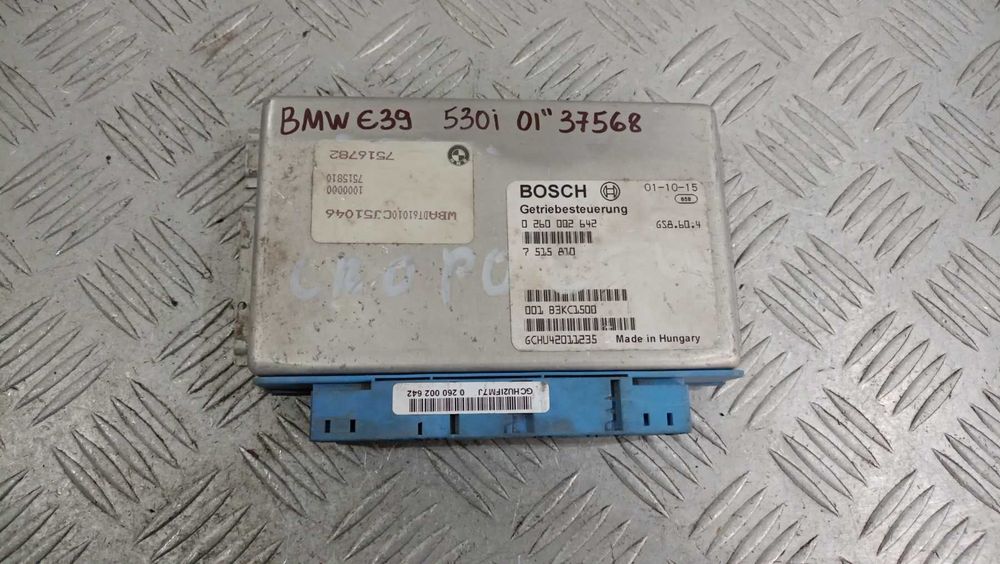 BMW E39 530i 01" 37568
7516782
7515810
1000000
WBADT61010CJ51046
BOSCH
01-10-15
658
Getriebesteuerung
0 260 002 642
GS8.60.4
7 515 810
001 B3KC1500
GCHU42011235
Made in Hungary
GCHU2IFM7J 0 260 002 642